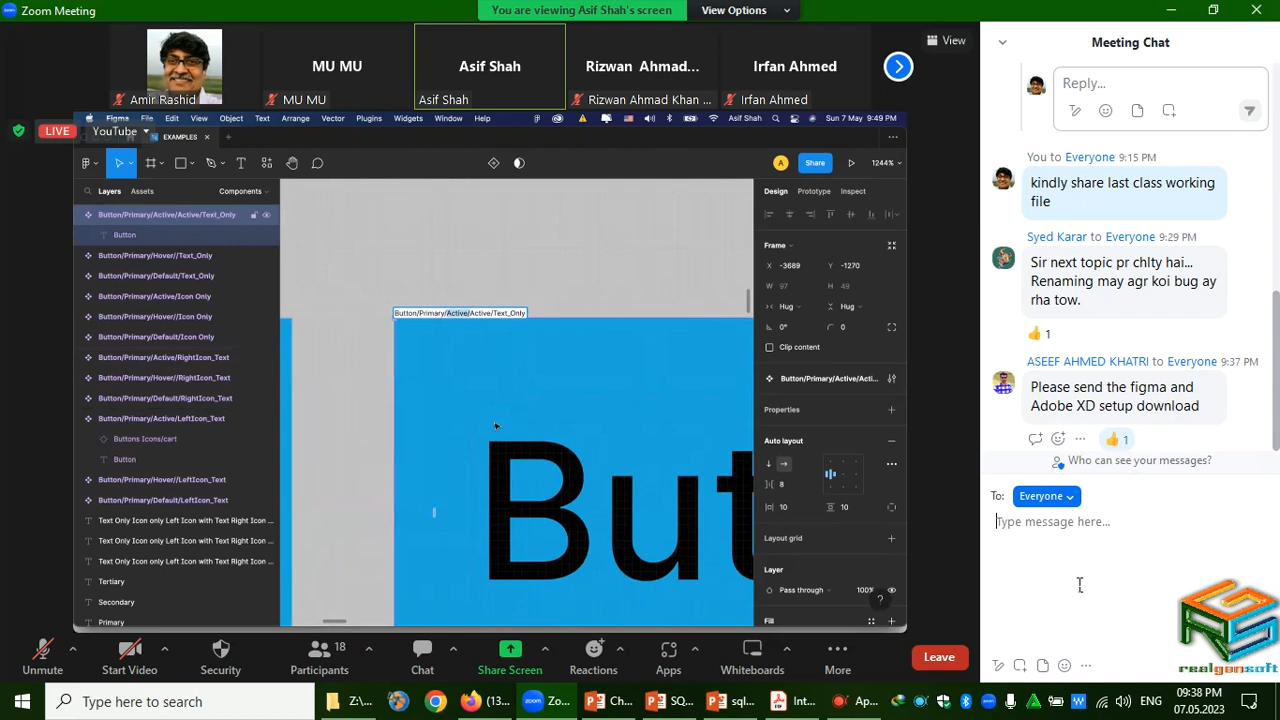 Zoom Meeting
You are viewing Asif Shah's screen
View Options
Amir Rashid
MU MU
MU MU
Asif Shah
Asif Shah
Rizwan Ahmad...
Rizwan Ahmad Khan ...
Irfan Ahmed
Irfan Ahmed
View
LIVE
YouTube
Figma File Edit View Object Text Arrange Vector Plugins Widgets Window Help
Asif Shah
Sun 7 May 9:49 PM
EXAMPLES
Share
1244%
Layers
Assets
Components
Button/Primary/Active/Active/Text_Only
Button
Button/Primary/Hover//Text_Only
Button/Primary/Default/Text_Only
Button/Primary/Active/Icon Only
Button/Primary/Hover//Icon Only
Button/Primary/Default/Icon Only
Button/Primary/Active/RightIcon_Text
Button/Primary/Hover//RightIcon_Text
Button/Primary/Default/RightIcon_Text
Button/Primary/Active/LeftIcon_Text
Buttons Icons/cart
Button
Button/Primary/Hover//LeftIcon_Text
Button/Primary/Default/LeftIcon_Text
Text Only Icon only Left Icon with Text Right Icon ...
Text Only Icon only Left Icon with Text Right Icon ...
Text Only Icon only Left Icon with Text Right Icon ...
Tertiary
Secondary
Primary
Button/Primary/Active/Active/Text_Only
But
Design
Prototype
Inspect
Frame
X -3689
Y -1270
W 97
H 49
Hug
Hug
0°
0
Clip content
Button/Primary/Active/Acti...
Properties
Auto layout
8
10
10
Layout grid
Layer
Pass through
100%
?
Fill
Meeting Chat
Reply...
You to Everyone 9:15 PM
kindly share last class working
file
Syed Karar to Everyone 9:29 PM
Sir next topic pr chlty hai...
Renaming may agr koi bug ay
rha tow.
1
ASEEF AHMED KHATRI to Everyone 9:37 PM
Please send the figma and
Adobe XD setup download
1
Who can see your messages?
To: Everyone
Type message here...
realgensoft
Unmute
Start Video
Security
18
Participants
Chat
Share Screen
Reactions
Apps
Whiteboards
More
Leave
Type here to search
Z:\...
(13...
Zo...
Ch...
SQ...
sql...
Int...
Ap...
ENG
09:38 PM
07.05.2023